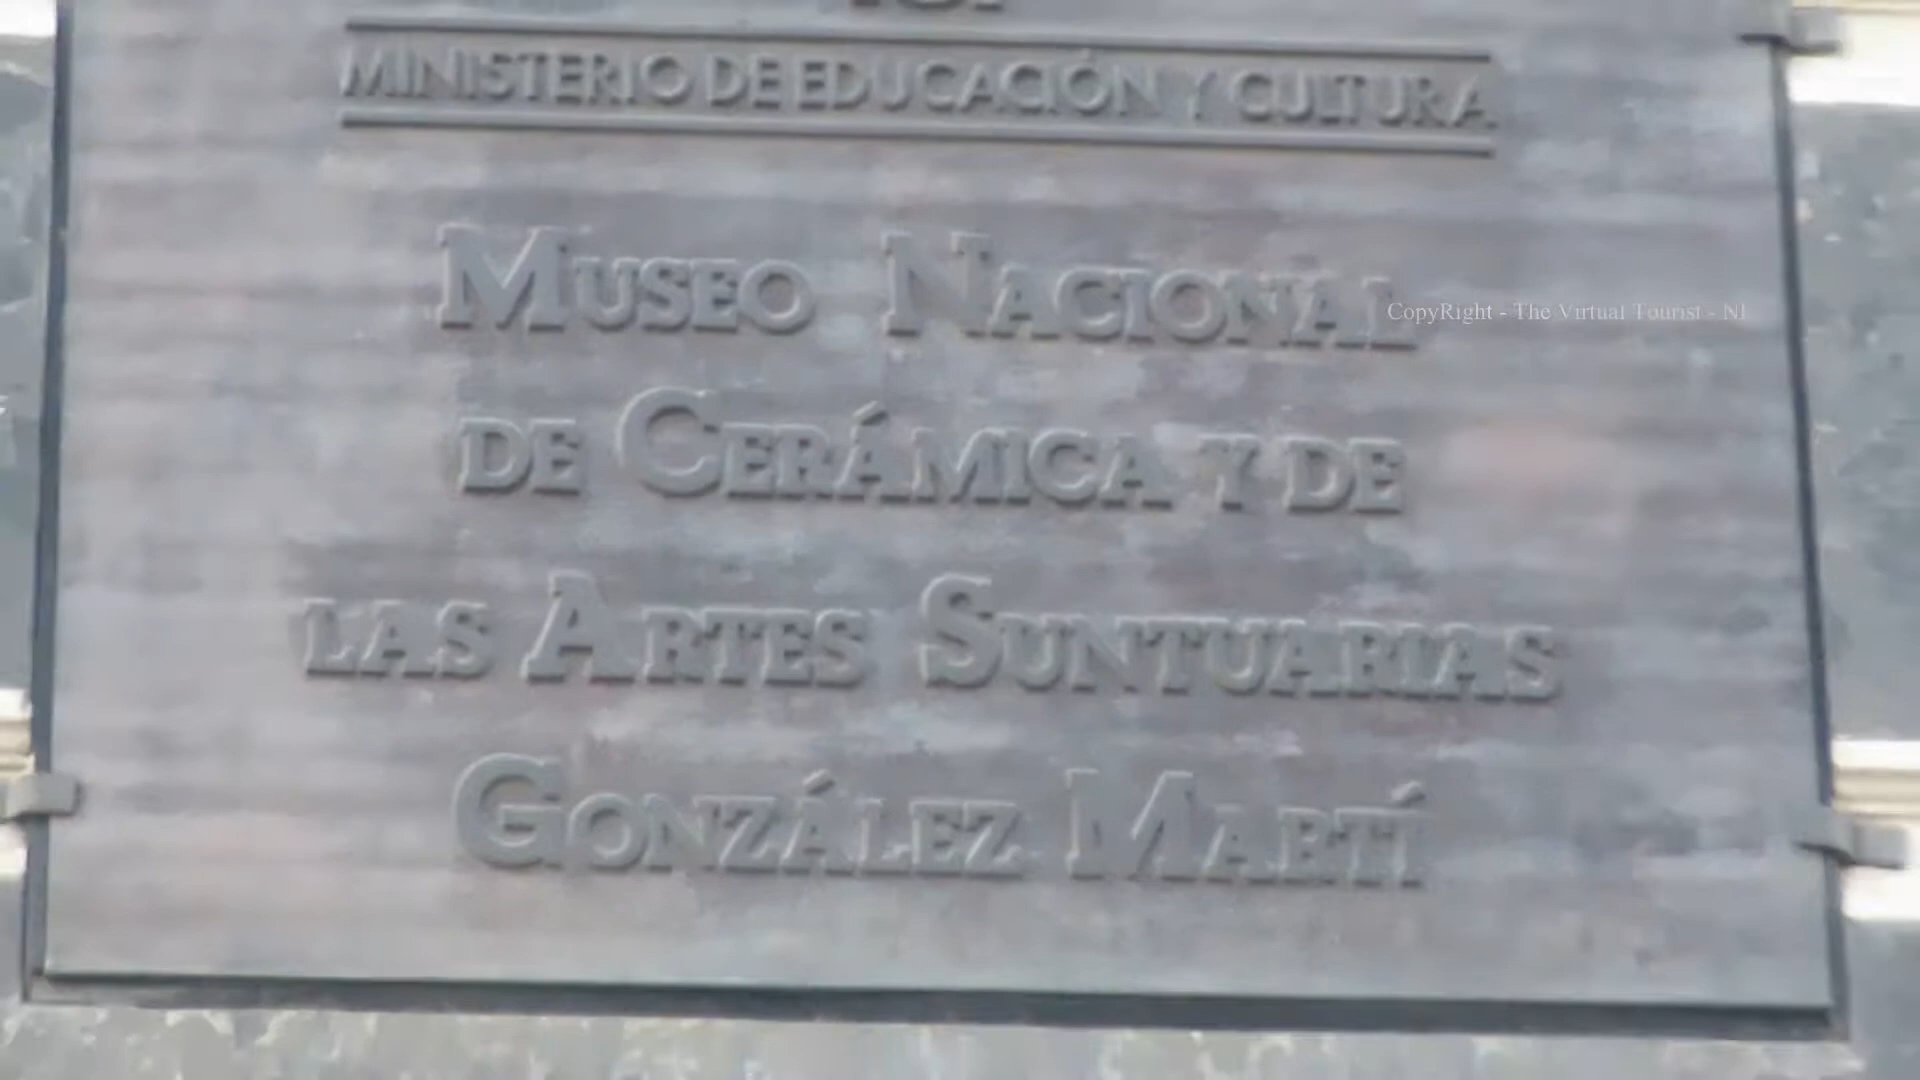 MINISTERIO DE EDUCACIÓN Y CULTURA
MUSEO NACIONAL
CopyRight - The Virtual Tourist - Nl
DE CERÁMICA Y DE
LAS ARTES SUNTUARIAS
GONZÁLEZ MARTÍ